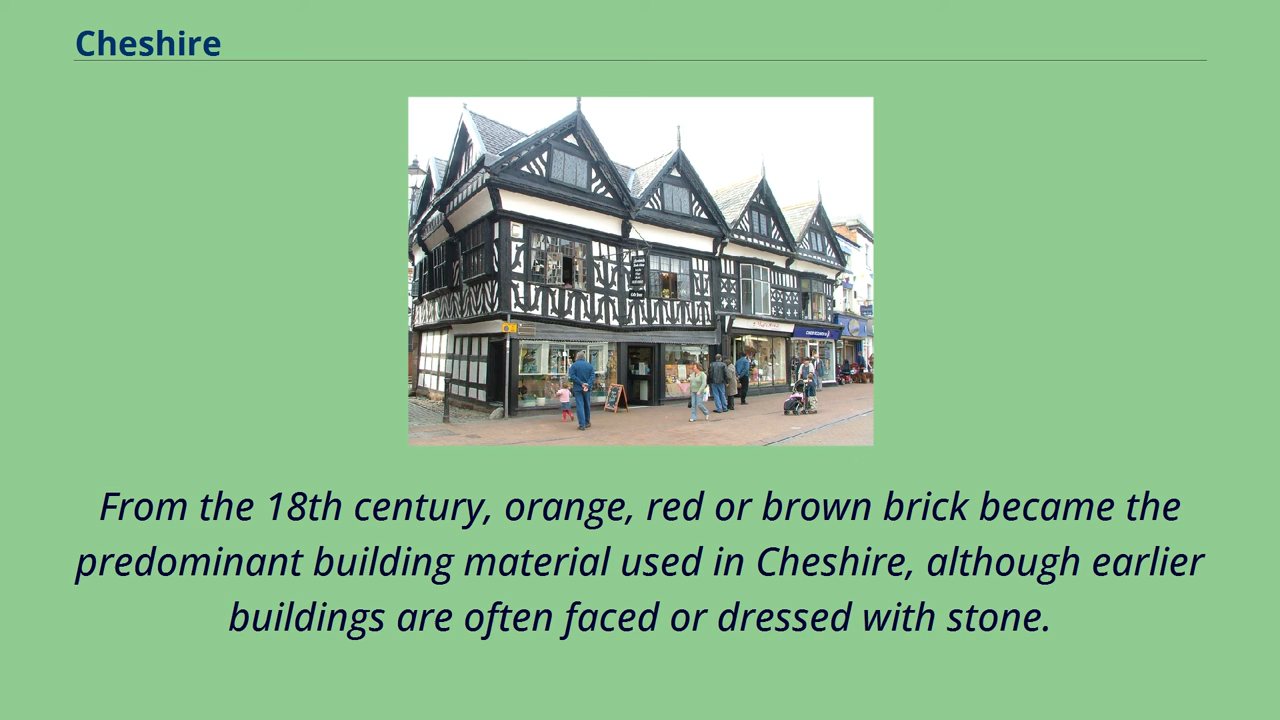 Cheshire
From the 18th century, orange, red or brown brick became the
predominant building material used in Cheshire, although earlier
buildings are often faced or dressed with stone.